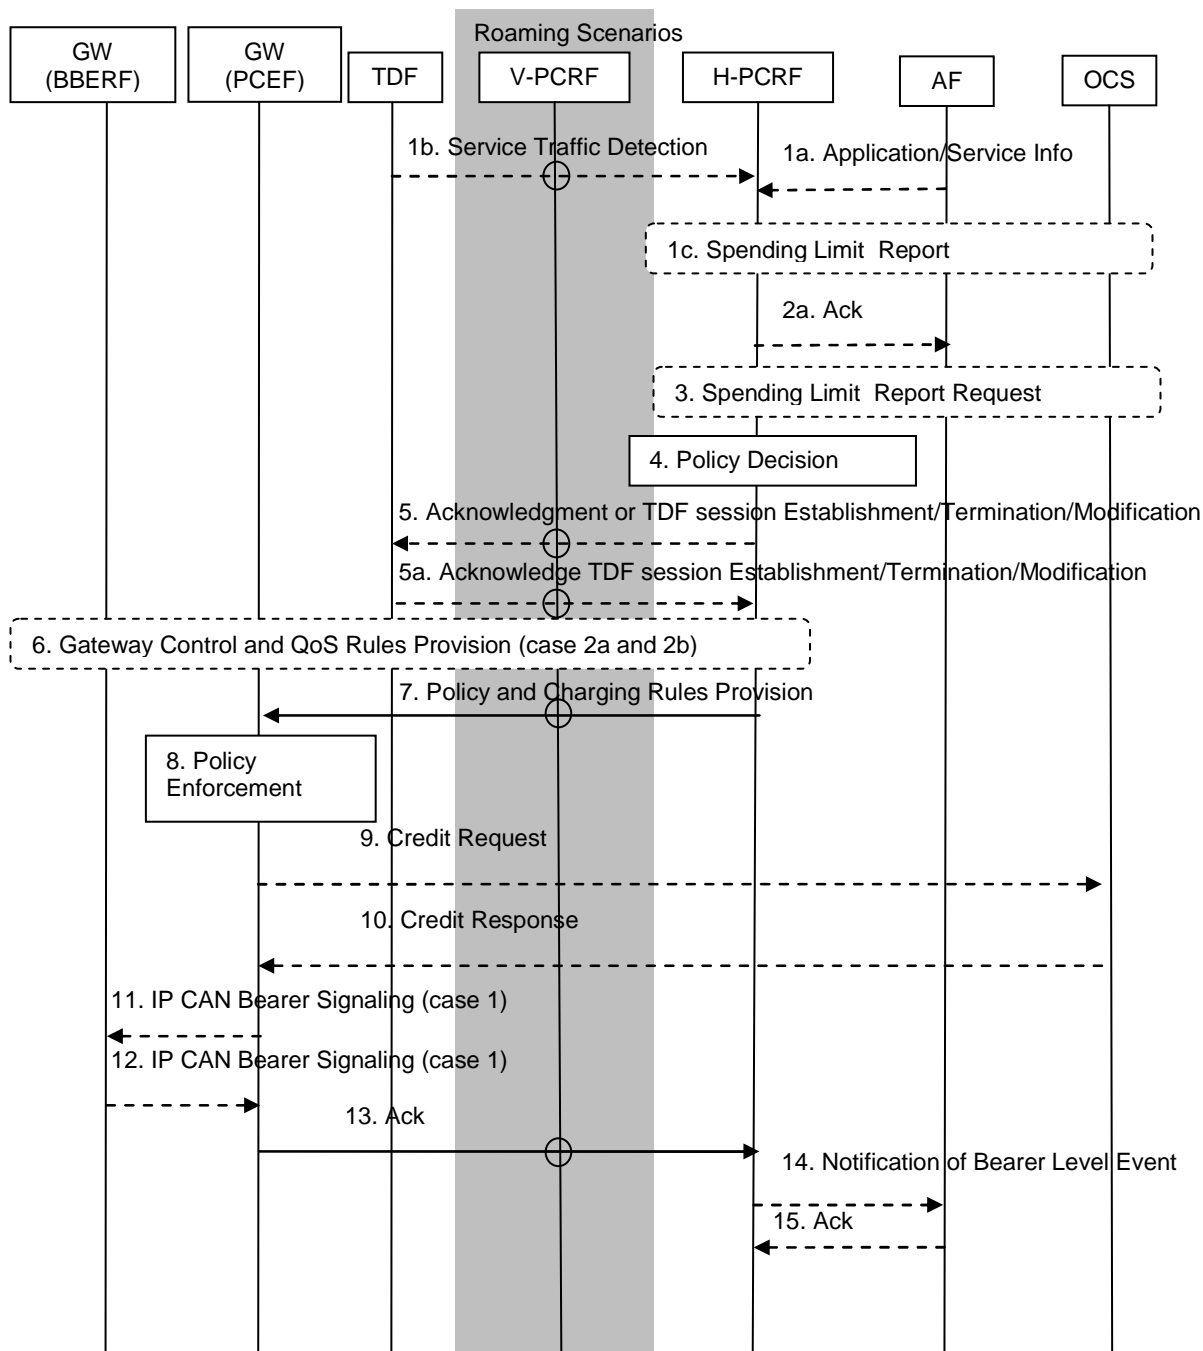 Roaming Scenarios
GW
(BBERF)
GW
(PCEF)
TDF
V-PCRF
H-PCRF
AF
OCS
1b. Service Traffic Detection
1a. Application/Service Info
1c. Spending Limit Report
2a. Ack
3. Spending Limit Report Request
4. Policy Decision
5. Acknowledgment or TDF session Establishment/Termination/Modification
5a. Acknowledge TDF session Establishment/Termination/Modification
6. Gateway Control and QoS Rules Provision (case 2a and 2b)
7. Policy and Charging Rules Provision
8. Policy
Enforcement
9. Credit Request
10. Credit Response
11. IP CAN Bearer Signaling (case 1)
12. IP CAN Bearer Signaling (case 1)
13. Ack
14. Notification of Bearer Level Event
15. Ack